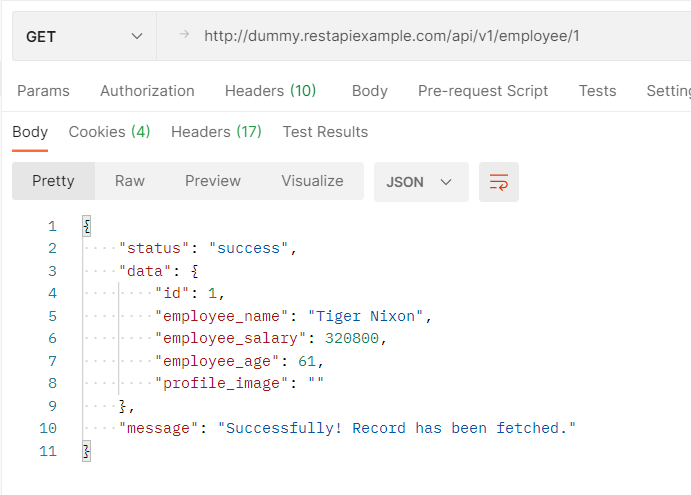 GET http://dummy.restapiexample.com/api/v1/employee/1
Params Authorization Headers (10) Body Pre-request Script Tests Setting
Body Cookies (4) Headers (17) Test Results
Pretty Raw Preview Visualize JSON
1 {
2 "status": "success",
3 "data": {
4 "id": 1,
5 "employee_name": "Tiger Nixon",
6 "employee_salary": 320800,
7 "employee_age": 61,
8 "profile_image": ""
9 },
10 "message": "Successfully! Record has been fetched."
11 }